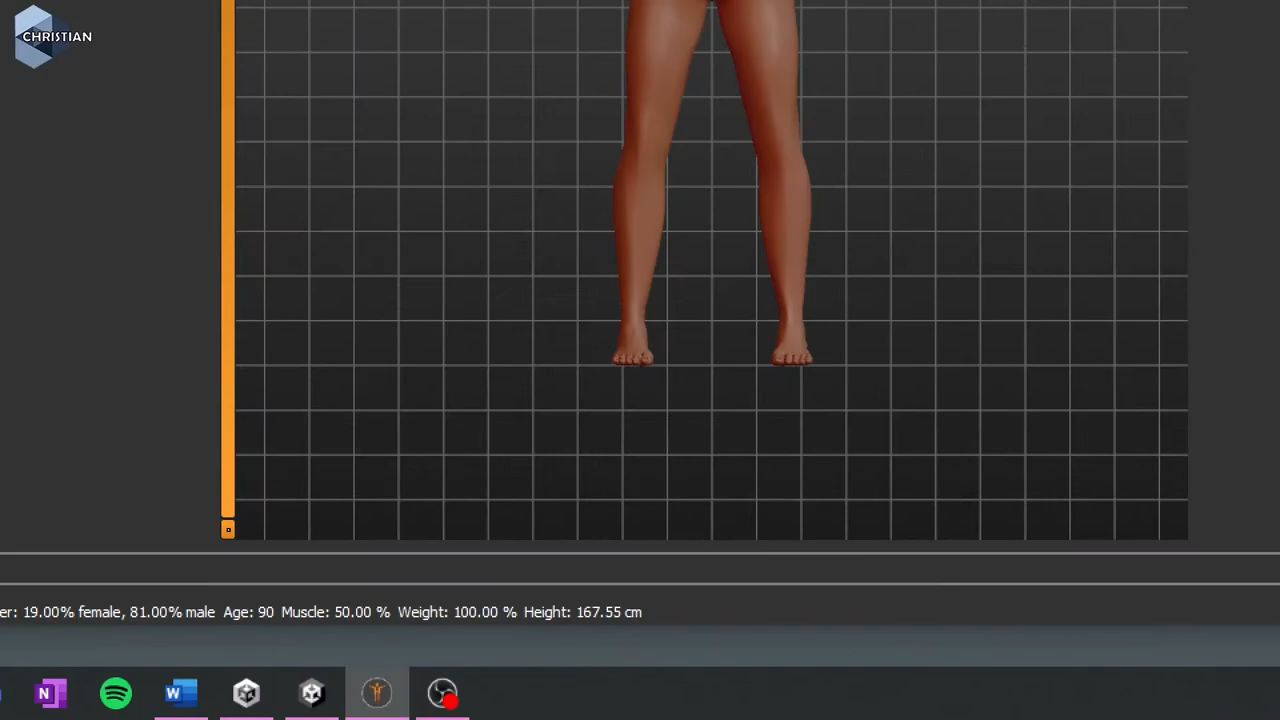 CHRISTIAN
er: 19.00% female, 81.00% male Age: 90 Muscle: 50.00 % Weight: 100.00 % Height: 167.55 cm
N
W